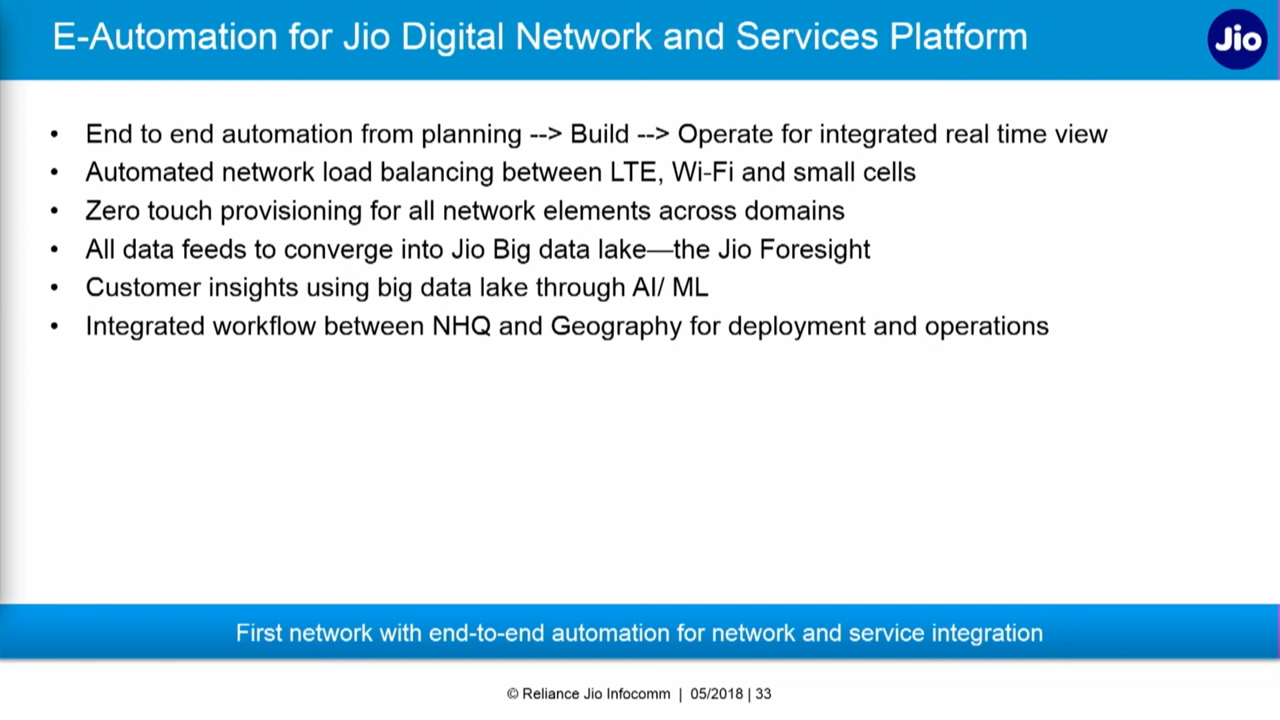 E-Automation for Jio Digital Network and Services Platform
Jio
• End to end automation from planning --> Build --> Operate for integrated real time view
• Automated network load balancing between LTE, Wi-Fi and small cells
• Zero touch provisioning for all network elements across domains
• All data feeds to converge into Jio Big data lake—the Jio Foresight
• Customer insights using big data lake through AI/ ML
• Integrated workflow between NHQ and Geography for deployment and operations
First network with end-to-end automation for network and service integration
© Reliance Jio Infocomm | 05/2018 | 33